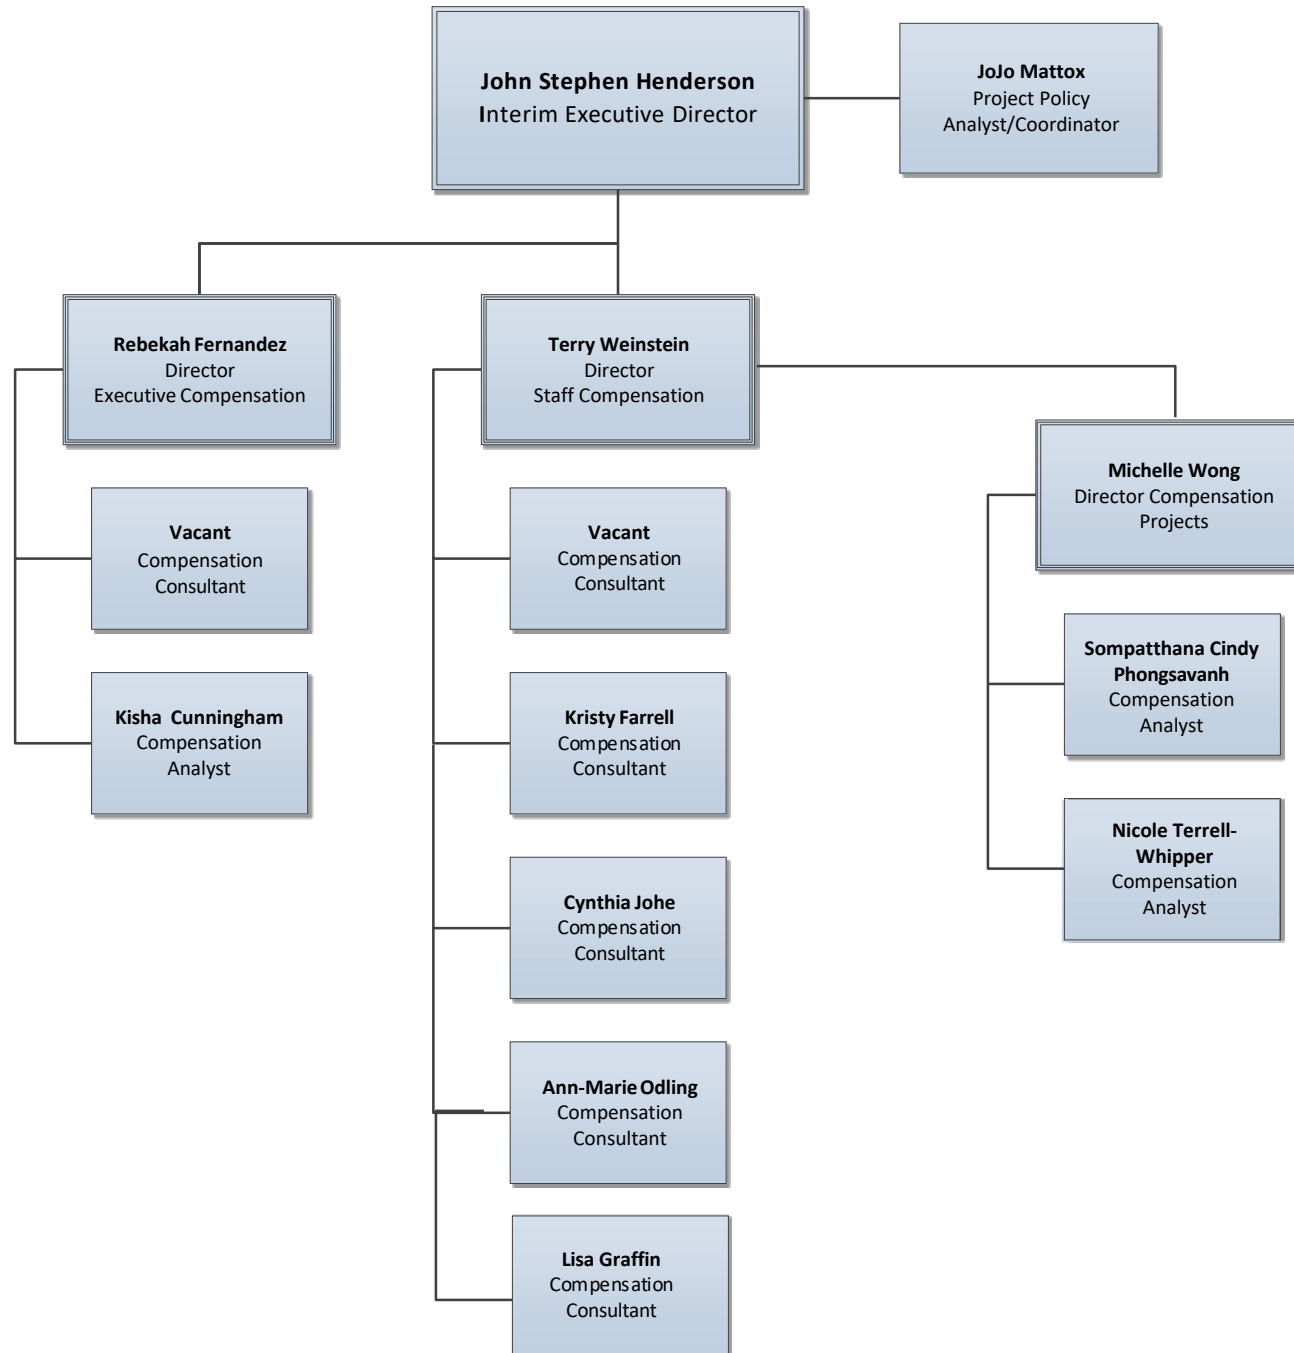 John Stephen Henderson
Interim Executive Director
JoJo Mattox
Project Policy
Analyst/Coordinator
Rebekah Fernandez
Director
Executive Compensation
Terry Weinstein
Director
Staff Compensation
Michelle Wong
Director Compensation
Projects
Vacant
Compensation
Consultant
Kisha Cunningham
Compensation
Analyst
Vacant
Compensation
Consultant
Kristy Farrell
Compensation
Consultant
Cynthia Johe
Compensation
Consultant
Ann-Marie Odling
Compensation
Consultant
Lisa Graffin
Compensation
Consultant
Sompatthana Cindy
Phongsavanh
Compensation
Analyst
Nicole Terrell-
Whipper
Compensation
Analyst